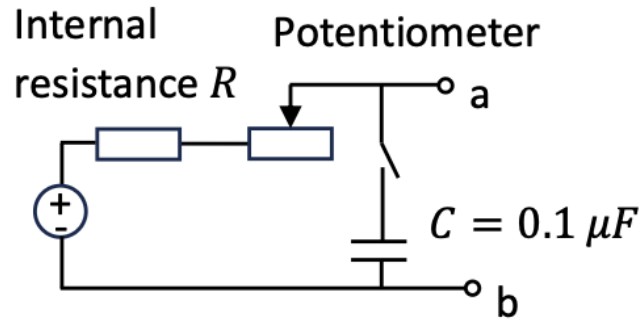 Internal
resistance R
Potentiometer
a
+
-
C = 0.1 μF
b